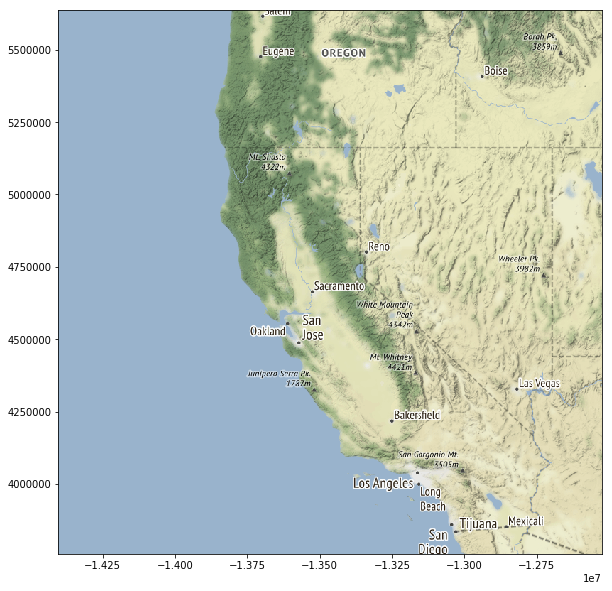 Salem
5500000
Eugene
OREGON
Borah Pk.
3859m
Boise
5250000
Mt. Shasta
4322m
5000000
Reno
4750000
Wheeler Pk.
3982m
Sacramento
White Mountain
Peak
4342m
Oakland
San
Jose
4500000
Mt. Whitney
4421m
Junipero Serra Pk.
1787m
Las Vegas
4250000
Bakersfield
San Gorgonio Mt.
3505m
4000000
Los Angeles
Long
Beach
Tijuana
Mexicali
San
Diego
−1.425
−1.400
−1.375
−1.350
−1.325
−1.300
−1.275
1e7